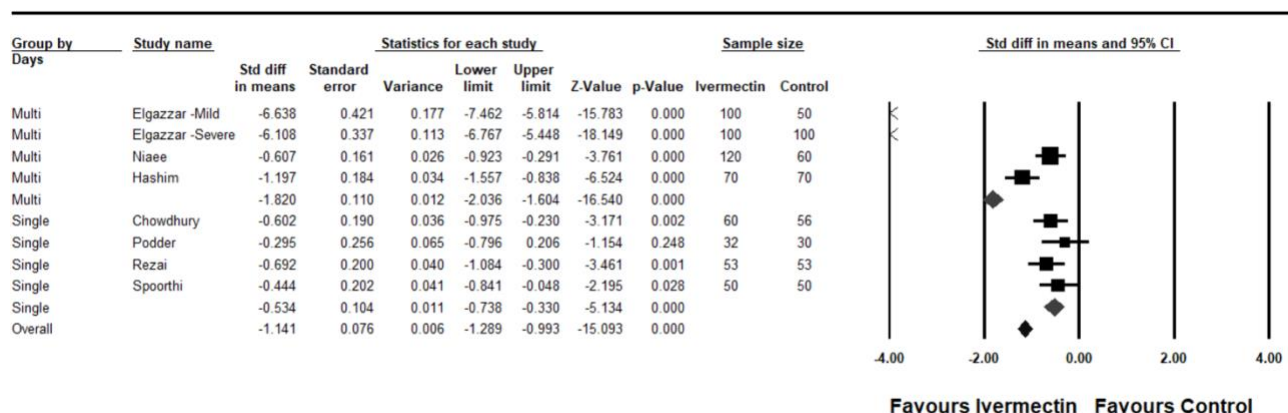 Group by Study name Statistics for each study Sample size Std diff in means and 95% CI
Days
Std diff Standard Lower Upper
in means error Variance limit limit Z-Value p-Value Ivermectin Control
Multi Elgazzar -Mild -6.638 0.421 0.177 -7.462 -5.814 -15.783 0.000 100 50
Multi Elgazzar -Severe -6.108 0.337 0.113 -6.767 -5.448 -18.149 0.000 100 100
Multi Niaee -0.607 0.161 0.026 -0.923 -0.291 -3.761 0.000 120 60
Multi Hashim -1.197 0.184 0.034 -1.557 -0.838 -6.524 0.000 70 70
Multi -1.820 0.110 0.012 -2.036 -1.604 -16.540 0.000
Single Chowdhury -0.602 0.190 0.036 -0.975 -0.230 -3.171 0.002 60 56
Single Podder -0.295 0.256 0.065 -0.796 0.206 -1.154 0.248 32 30
Single Rezai -0.692 0.200 0.040 -1.084 -0.300 -3.461 0.001 53 53
Single Spoorthi -0.444 0.202 0.041 -0.841 -0.048 -2.195 0.028 50 50
Single -0.534 0.104 0.011 -0.738 -0.330 -5.134 0.000
Overall -1.141 0.076 0.006 -1.289 -0.993 -15.093 0.000
-4.00 -2.00 0.00 2.00 4.00
Favours Ivermectin Favours Control